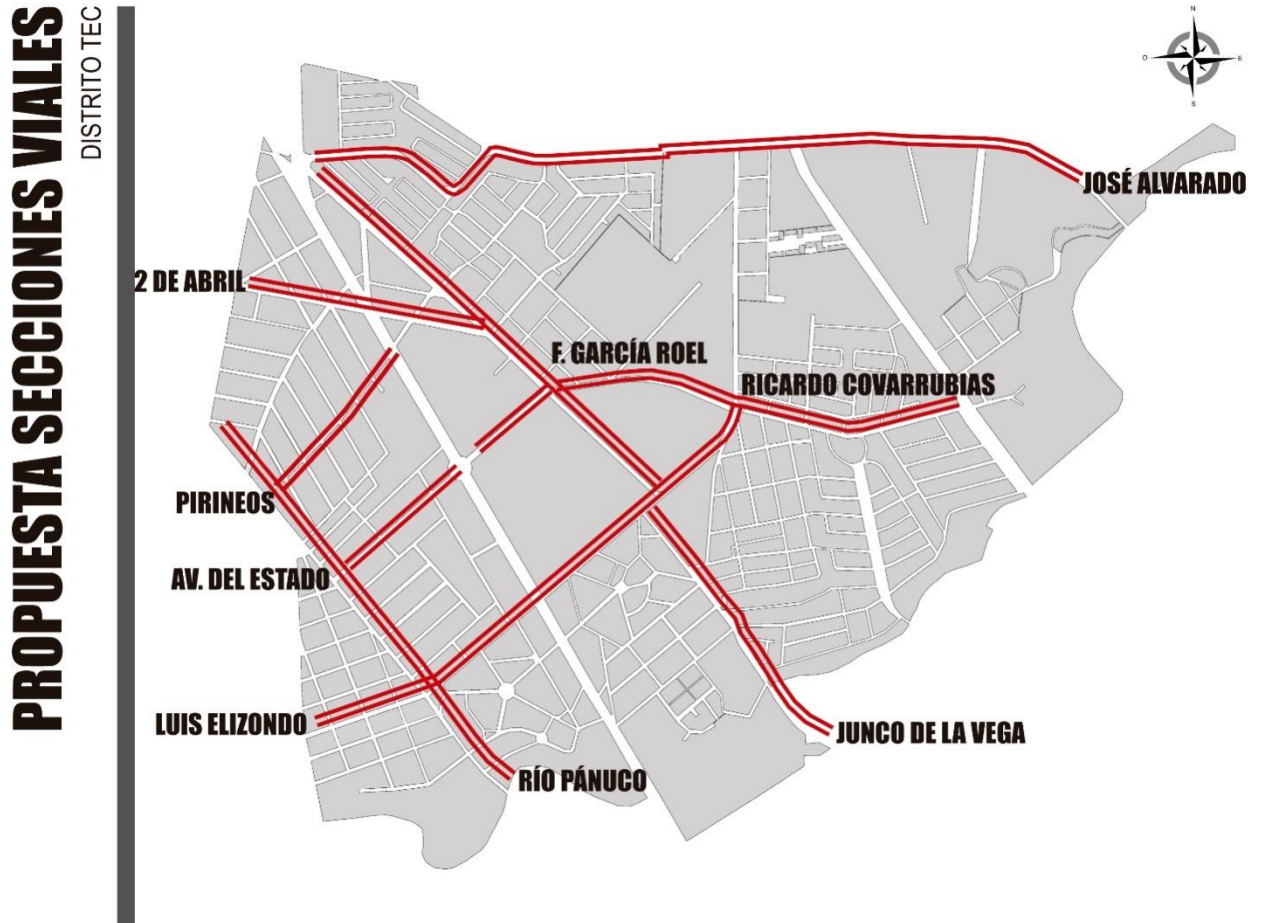 PROPUESTA SECCIONES VIALES
DISTRITO TEC
N
O
E
S
JOSÉ ALVARADO
2 DE ABRIL
F. GARCÍA ROEL
RICARDO COVARRUBIAS
PIRINEOS
AV. DEL ESTADO
LUIS ELIZONDO
JUNCO DE LA VEGA
RÍO PÁNUCO